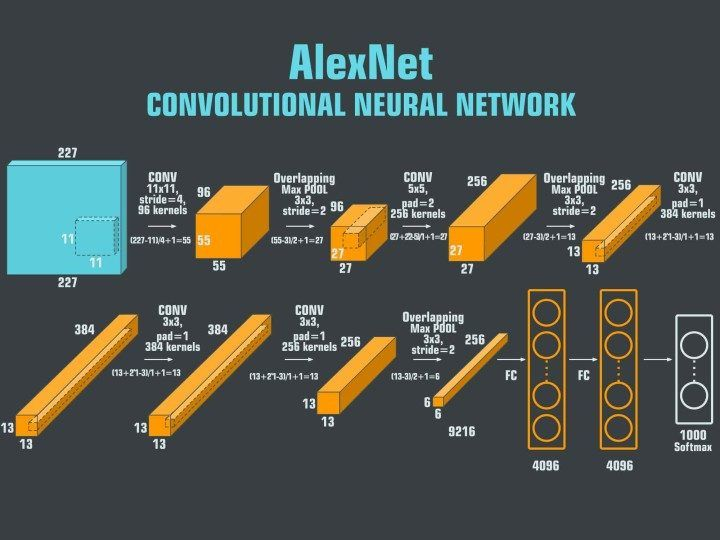 AlexNet
CONVOLUTIONAL NEURAL NETWORK
227
11
11
227
CONV
11x11,
stride=4,
96 kernels
(227-11)/4+1=55
96
55
55
Overlapping
Max POOL
3x3,
stride=2
(55-3)/2+1=27
96
27
27
CONV
5x5,
pad=2
256 kernels
(27+2*2-5)/1+1=27
256
27
27
Overlapping
Max POOL
3x3,
stride=2
(27-3)/2+1=13
256
13
13
CONV
3x3,
pad=1
384 kernels
(13+2*1-3)/1+1=13
384
13
13
CONV
3x3,
pad=1
384 kernels
(13+2*1-3)/1+1=13
384
13
13
CONV
3x3,
pad=1
256 kernels
(13+2*1-3)/1+1=13
256
13
13
Overlapping
Max POOL
3x3,
stride=2
(13-3)/2+1=6
256
6
6
9216
FC
4096
FC
4096
1000
Softmax